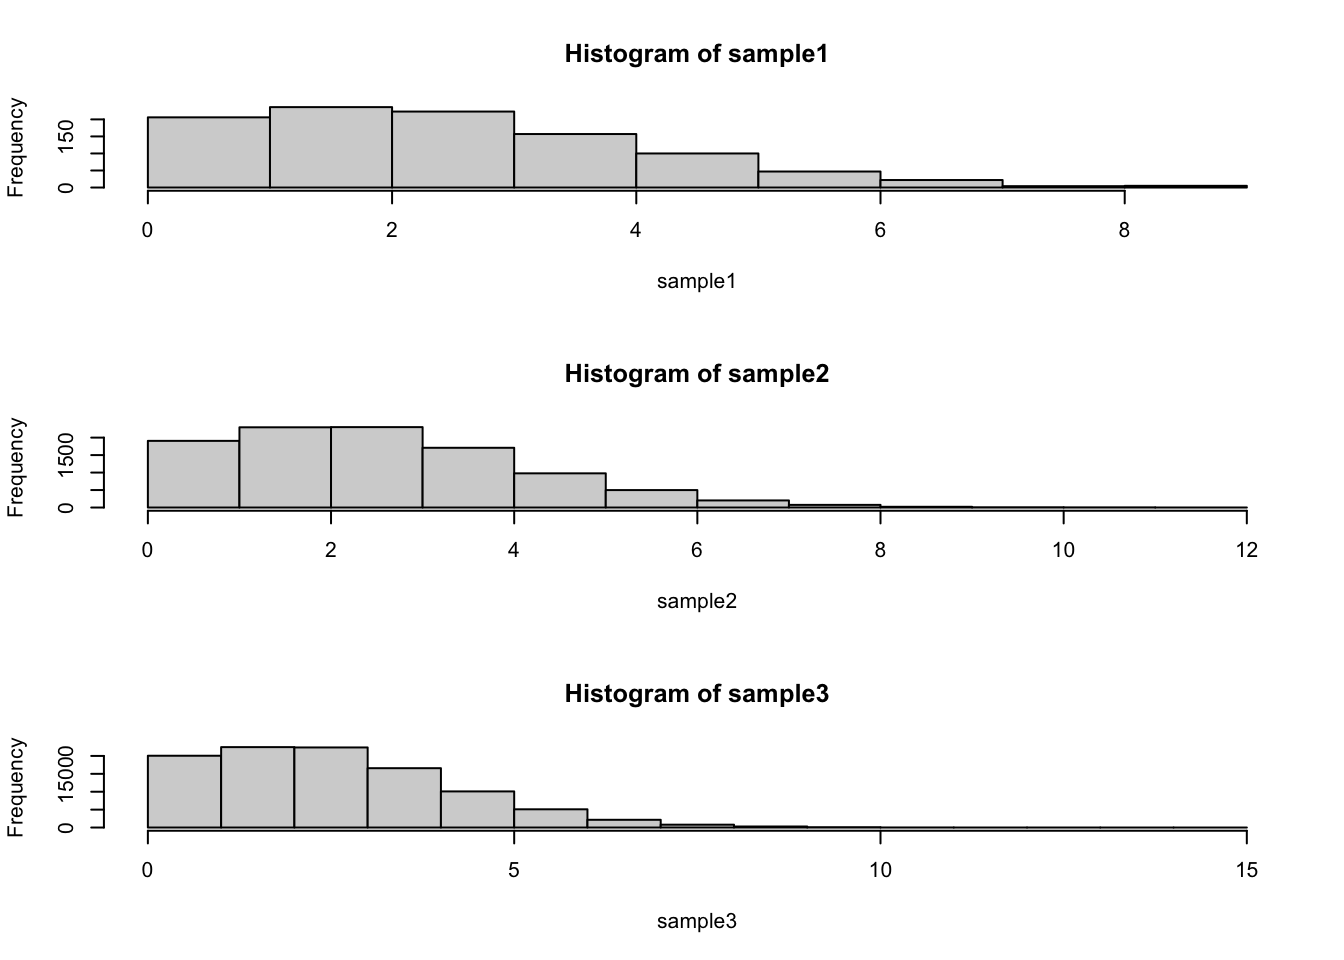 Histogram of sample1
Frequency
150
0
0 2 4 6 8
sample1
Histogram of sample2
Frequency
1500
0
0 2 4 6 8 10 12
sample2
Histogram of sample3
Frequency
15000
0
0 5 10 15
sample3